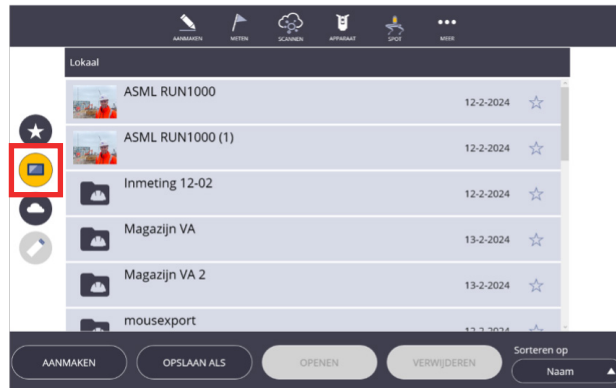 AANMAKEN METEN SCANNEN APPARAAT SPOT MEER
Lokaal
ASML RUN1000
12-2-2024
ASML RUN1000 (1)
12-2-2024
Inmeting 12-02
12-2-2024
Magazijn VA
13-2-2024
Magazijn VA 2
13-2-2024
mousexport
Sorteren op
AANMAKEN OPSLAAN ALS OPENEN VERWIJDEREN Naam